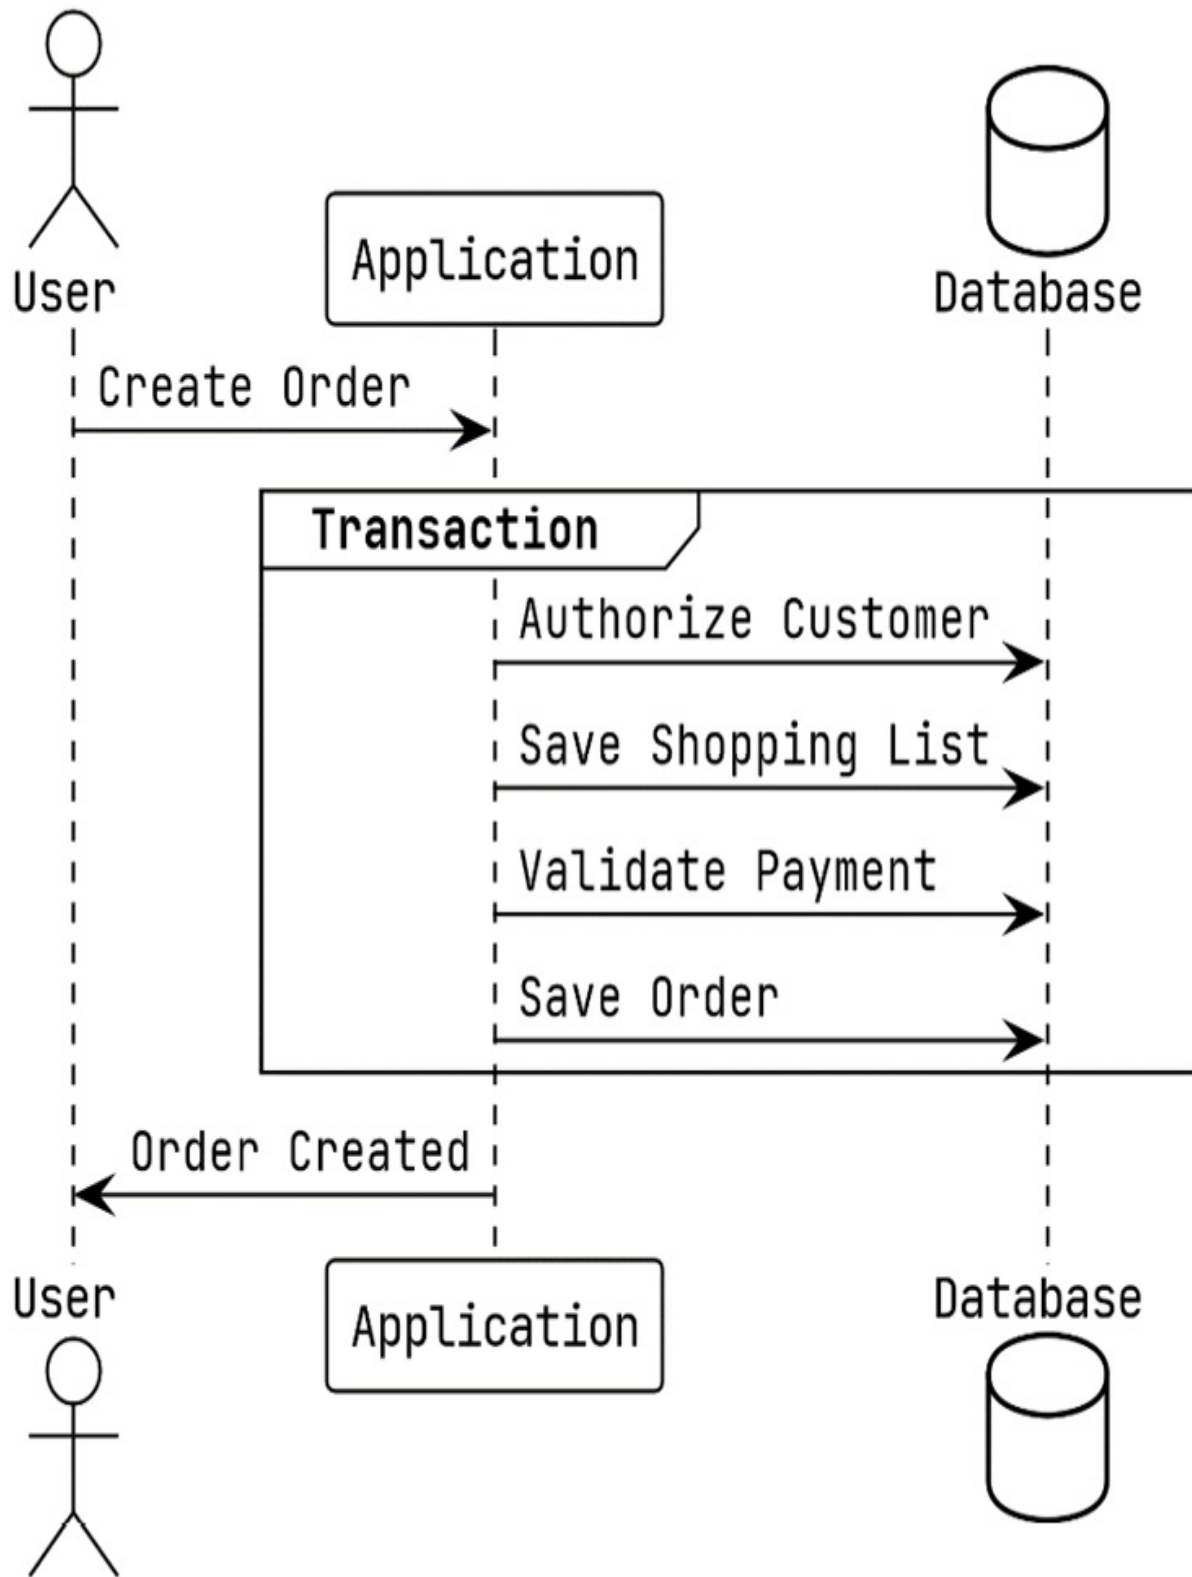 User
Application
Database
Create Order
Transaction
Authorize Customer
Save Shopping List
Validate Payment
Save Order
Order Created
User
Application
Database